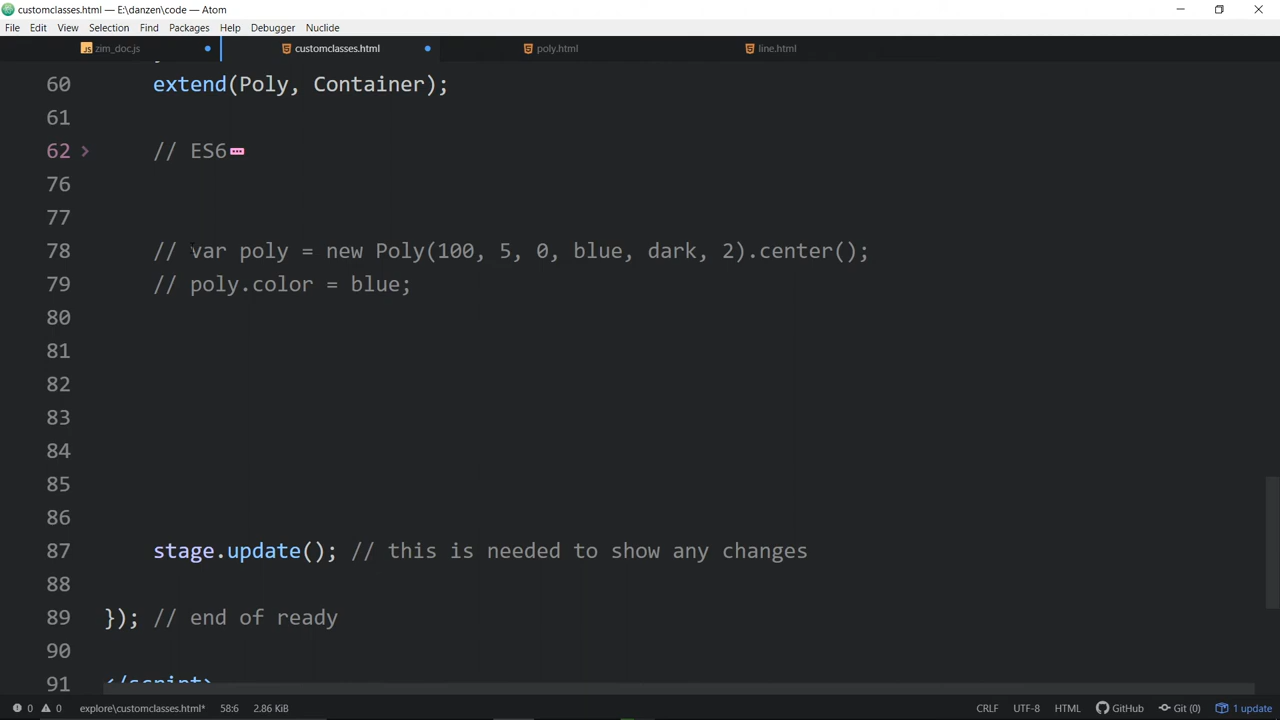 customclasses.html — E:\danzen\code — Atom
File Edit View Selection Find Packages Help Debugger Nuclide
JS zim_doc.js customclasses.html poly.html line.html
60 extend(Poly, Container);
61
62 // ES6
76
77
78 // var poly = new Poly(100, 5, 0, blue, dark, 2).center();
79 // poly.color = blue;
80
81
82
83
84
85
86
87 stage.update(); // this is needed to show any changes
88
89 }); // end of ready
90
91 </script>
0 0 explore\customclasses.html* 58:6 2.86 KiB CRLF UTF-8 HTML GitHub Git (0) 1 update